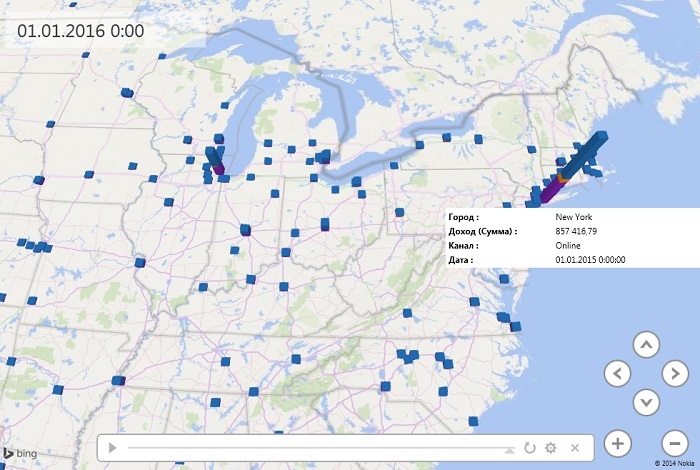 01.01.2016 0:00
Город : New York
Доход (Сумма) : 857 416,79
Канал : Online
Дата : 01.01.2015 0:00:00
bing
© 2014 Nokia